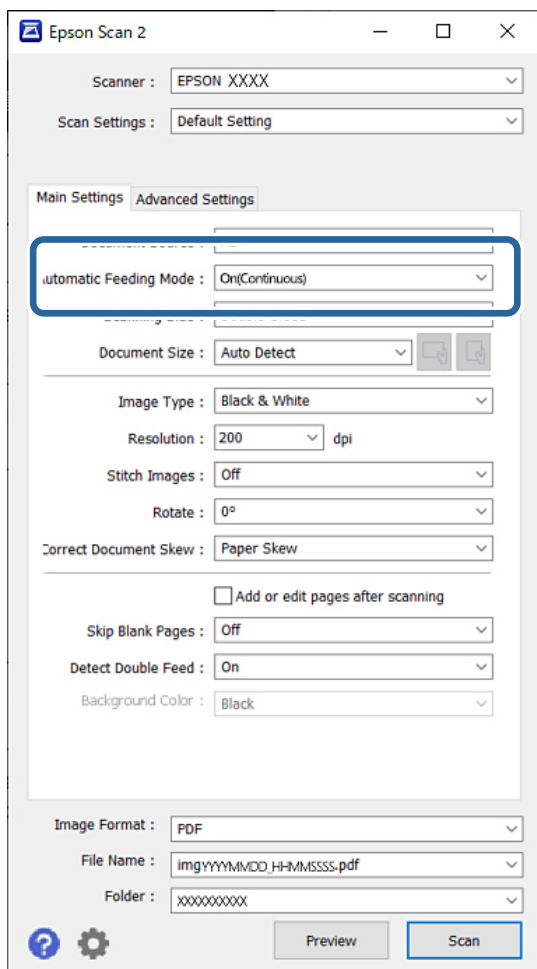 Epson Scan 2
Scanner : EPSON XXXX
Scan Settings : Default Setting
Main Settings Advanced Settings
Automatic Feeding Mode : On(Continuous)
Document Size : Auto Detect
Image Type : Black & White
Resolution : 200 dpi
Stitch Images : Off
Rotate : 0°
Correct Document Skew : Paper Skew
Add or edit pages after scanning
Skip Blank Pages : Off
Detect Double Feed : On
Background Color : Black
Image Format : PDF
File Name : imgYYYYMMDD_HHMMSSSS.pdf
Folder : XXXXXXXXXX
Preview Scan